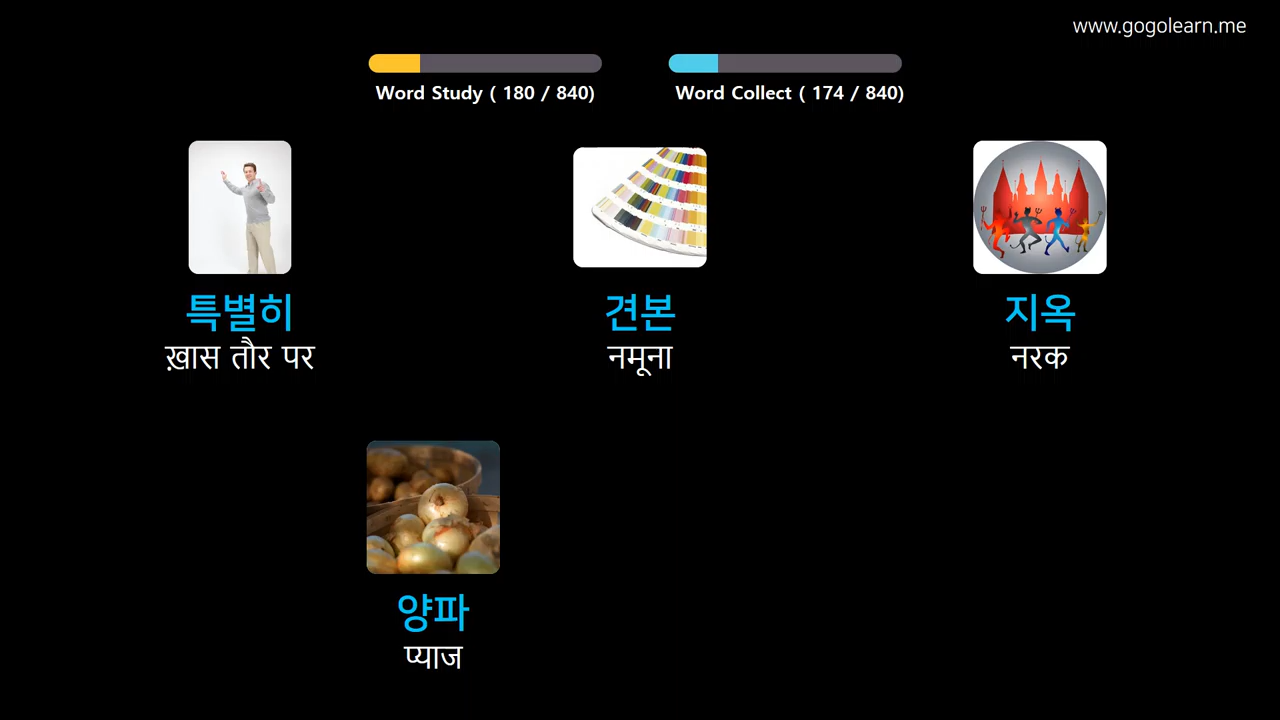 www.gogolearn.me
Word Study ( 180 / 840)
Word Collect ( 174 / 840)
특별히
ख़ास तौर पर
견본
नमूना
지옥
नरक
양파
प्याज